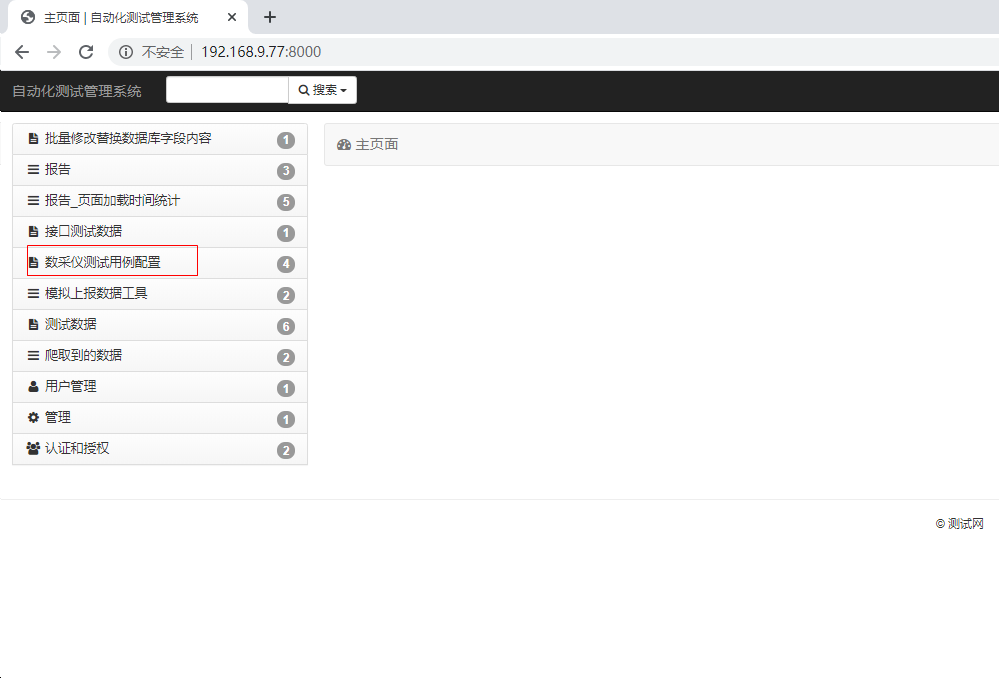 主页面 | 自动化测试管理系统
不安全 | 192.168.9.77:8000
自动化测试管理系统 搜索
批量修改替换数据库字段内容 1
主页面
报告 3
报告_页面加载时间统计 5
接口测试数据 1
数采仪测试用例配置 4
模拟上报数据工具 2
测试数据 6
爬取到的数据 2
用户管理 1
管理 1
认证和授权 2
© 测试网